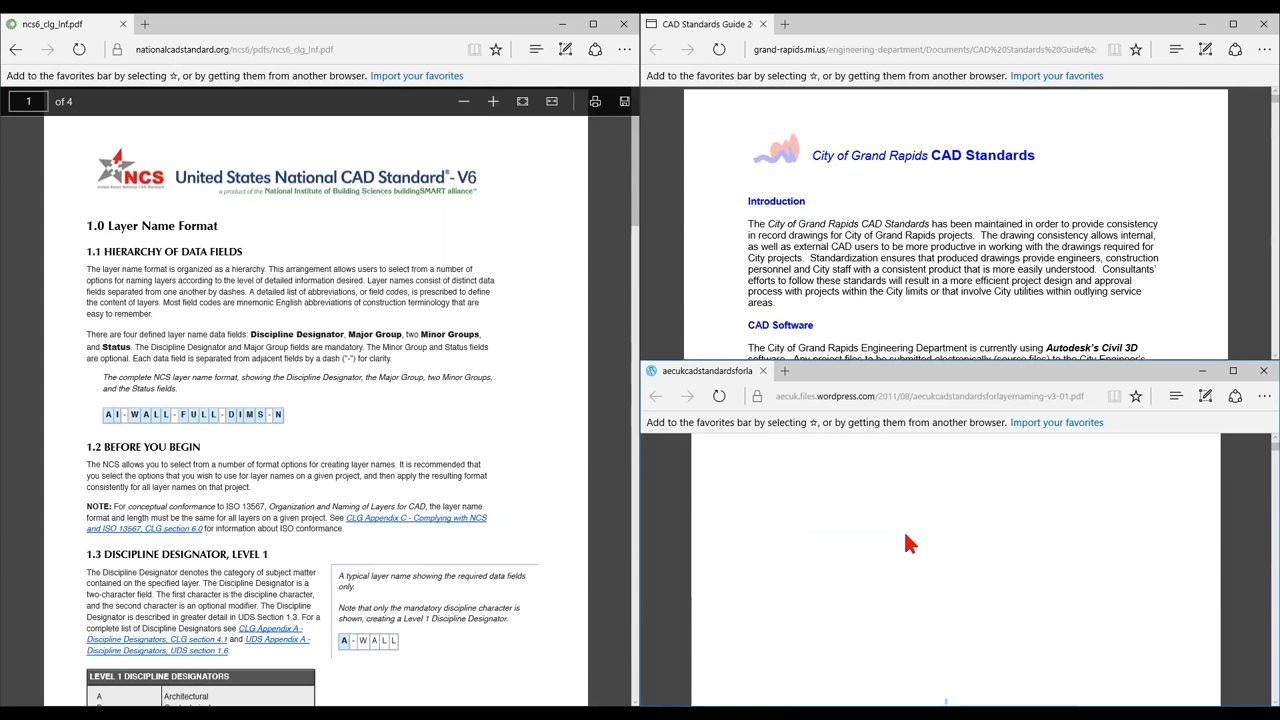 ncs6_clg_lnf.pdf
nationalcadstandard.org/ncs6/pdfs/ncs6_clg_lnf.pdf
Add to the favorites bar by selecting ☆, or by getting them from another browser. Import your favorites
1 of 4
NCS United States National CAD Standard® - V6
a product of the National Institute of Building Sciences buildingSMART alliance™
1.0 Layer Name Format
1.1 HIERARCHY OF DATA FIELDS
The layer name format is organized as a hierarchy. This arrangement allows users to select from a number of
options for naming layers according to the level of detailed information desired. Layer names consist of distinct data
fields separated from one another by dashes. A detailed list of abbreviations, or field codes, is prescribed to define
the content of layers. Most field codes are mnemonic English abbreviations of construction terminology that are
easy to remember.
There are four defined layer name data fields: Discipline Designator, Major Group, two Minor Groups,
and Status. The Discipline Designator and Major Group fields are mandatory. The Minor Group and Status fields
are optional. Each data field is separated from adjacent fields by a dash ("-") for clarity.
The complete NCS layer name format, showing the Discipline Designator, the Major Group, two Minor Groups,
and the Status fields.
A I - W A L L - F U L L - D I M S - N
1.2 BEFORE YOU BEGIN
The NCS allows you to select from a number of format options for creating layer names. It is recommended that
you select the options that you wish to use for layer names on a given project, and then apply the resulting format
consistently for all layer names on that project.
NOTE: For conceptual conformance to ISO 13567, Organization and Naming of Layers for CAD, the layer name
format and length must be the same for all layers on a given project. See CLG Appendix C - Complying with NCS
and ISO 13567, CLG section 6.0 for information about ISO conformance.
1.3 DISCIPLINE DESIGNATOR, LEVEL 1
The Discipline Designator denotes the category of subject matter
contained on the specified layer. The Discipline Designator is a
two-character field. The first character is the discipline character,
and the second character is an optional modifier. The Discipline
Designator is described in greater detail in UDS Section 1.3. For a
complete list of Discipline Designators see CLG Appendix A -
Discipline Designators, CLG section 4.1 and UDS Appendix A -
Discipline Designators, UDS section 1.6.
A typical layer name showing the required data fields
only.
Note that only the mandatory discipline character is
shown, creating a Level 1 Discipline Designator.
A - W A L L
LEVEL 1 DISCIPLINE DESIGNATORS
A Architectural
CAD Standards Guide 2
grand-rapids.mi.us/engineering-department/Documents/CAD%20Standards%20Guide%
Add to the favorites bar by selecting ☆, or by getting them from another browser. Import your favorites
City of Grand Rapids CAD Standards
Introduction
The City of Grand Rapids CAD Standards has been maintained in order to provide consistency
in record drawings for City of Grand Rapids projects. The drawing consistency allows internal,
as well as external CAD users to be more productive in working with the drawings required for
City projects. Standardization ensures that produced drawings provide engineers, construction
personnel and City staff with a consistent product that is more easily understood. Consultants'
efforts to follow these standards will result in a more efficient project design and approval
process with projects within the City limits or that involve City utilities within outlying service
areas.
CAD Software
The City of Grand Rapids Engineering Department is currently using Autodesk's Civil 3D
software. Any project files to be submitted electronically (source files) to the City Engineer's
aecukcadstandardsforla
aecuk.files.wordpress.com/2011/08/aecukcadstandardsforlayernaming-v3-01.pdf
Add to the favorites bar by selecting ☆, or by getting them from another browser. Import your favorites